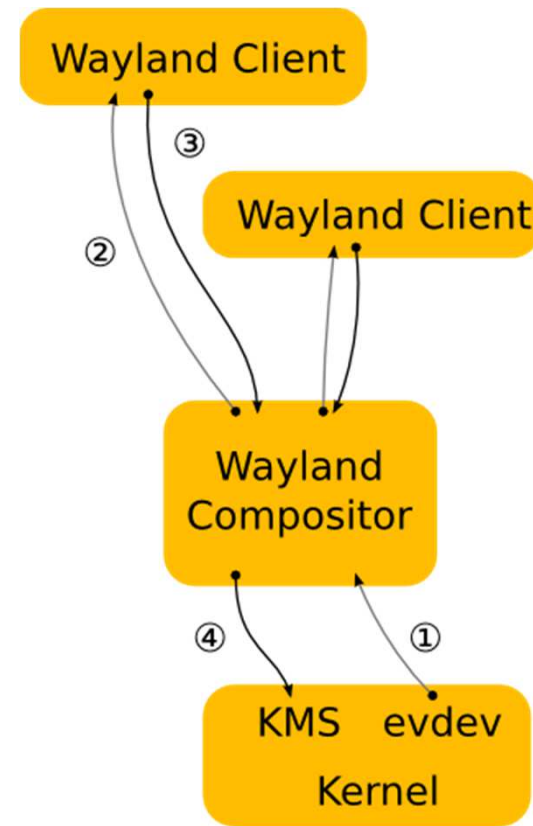 Wayland Client
③
Wayland Client
②
Wayland
Compositor
④ ①
KMS evdev
Kernel